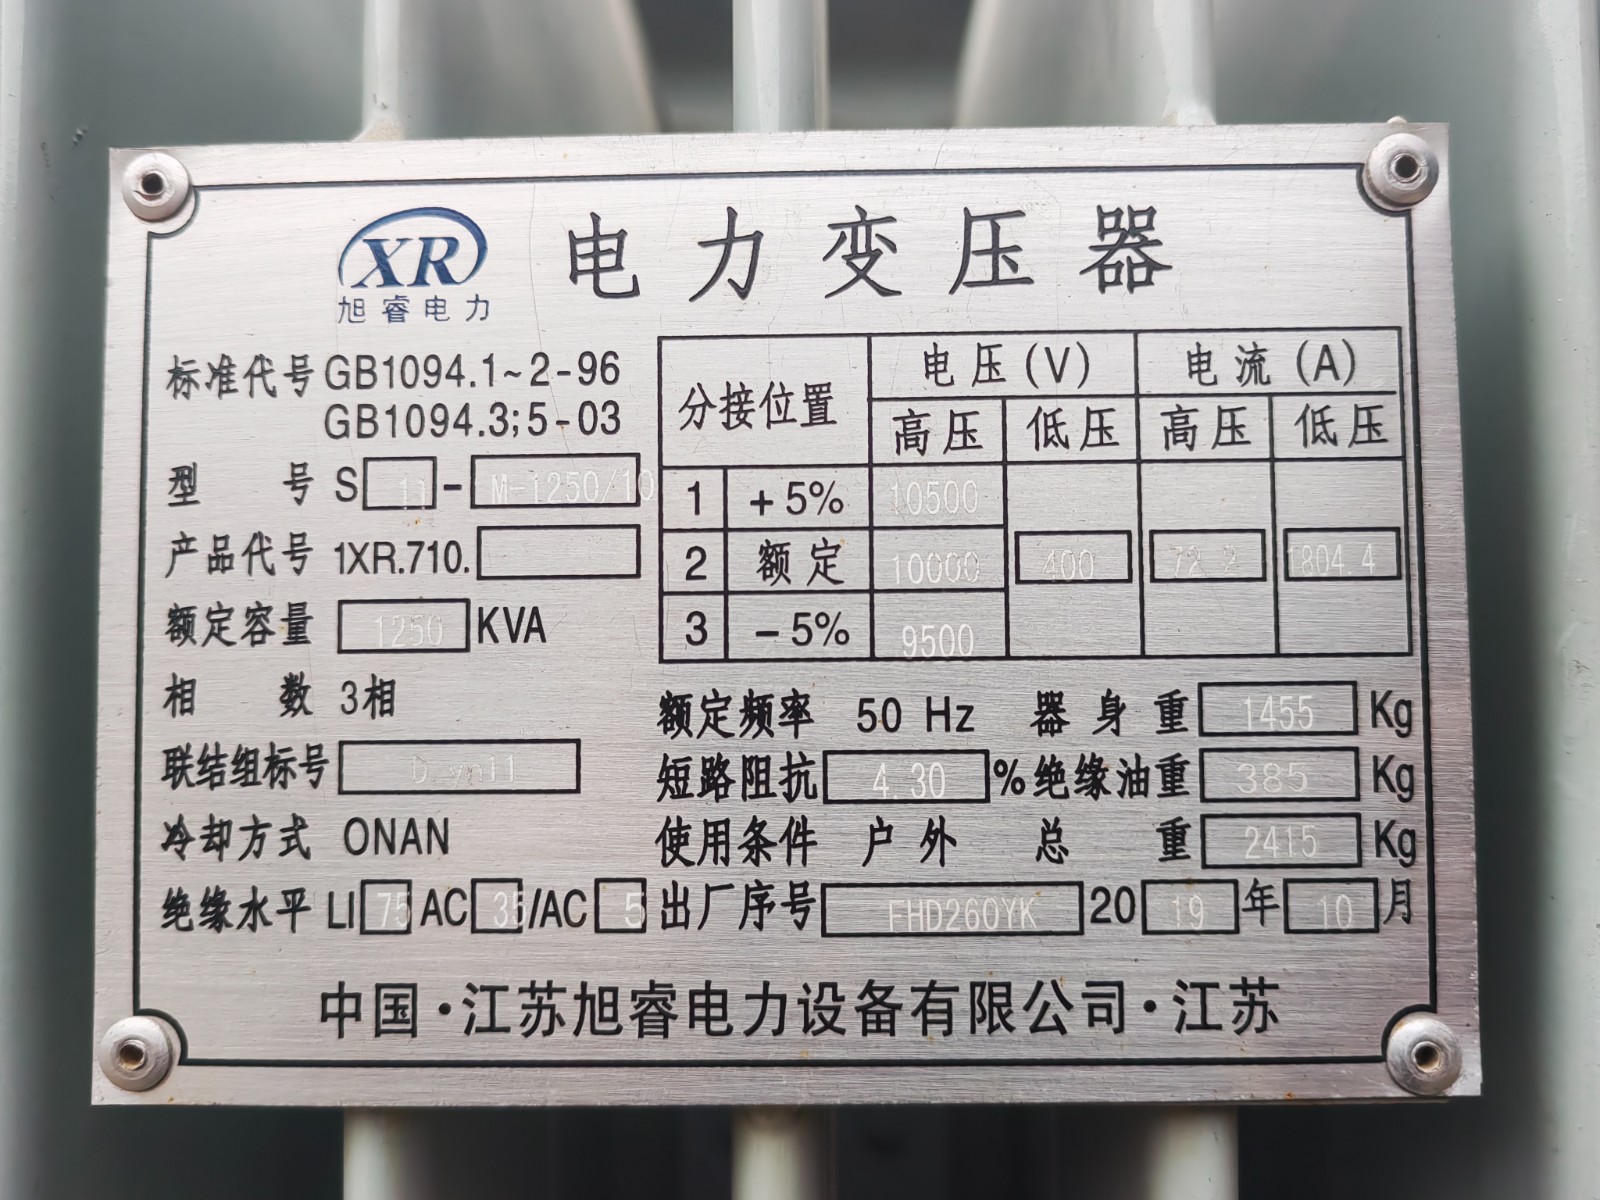 XR
旭睿电力
电力变压器
标准代号 GB1094.1~2-96
GB1094.3;5-03
型号 S 11 - M-1250/10
产品代号 1XR.710.
额定容量 1250 KVA
相数 3相
联结组标号 D,yn11
冷却方式 ONAN
绝缘水平 LI 75 AC 35 /AC 5
分接位置 电压(V) 电流(A)
高压 低压 高压 低压
1 +5% 10500
2 额定 10000 400 72.2 1804.4
3 -5% 9500
额定频率 50 Hz 器身重 1455 Kg
短路阻抗 4.30 % 绝缘油重 385 Kg
使用条件 户外 总重 2415 Kg
出厂序号 FHD260YK 2019年10月
中国·江苏旭睿电力设备有限公司·江苏